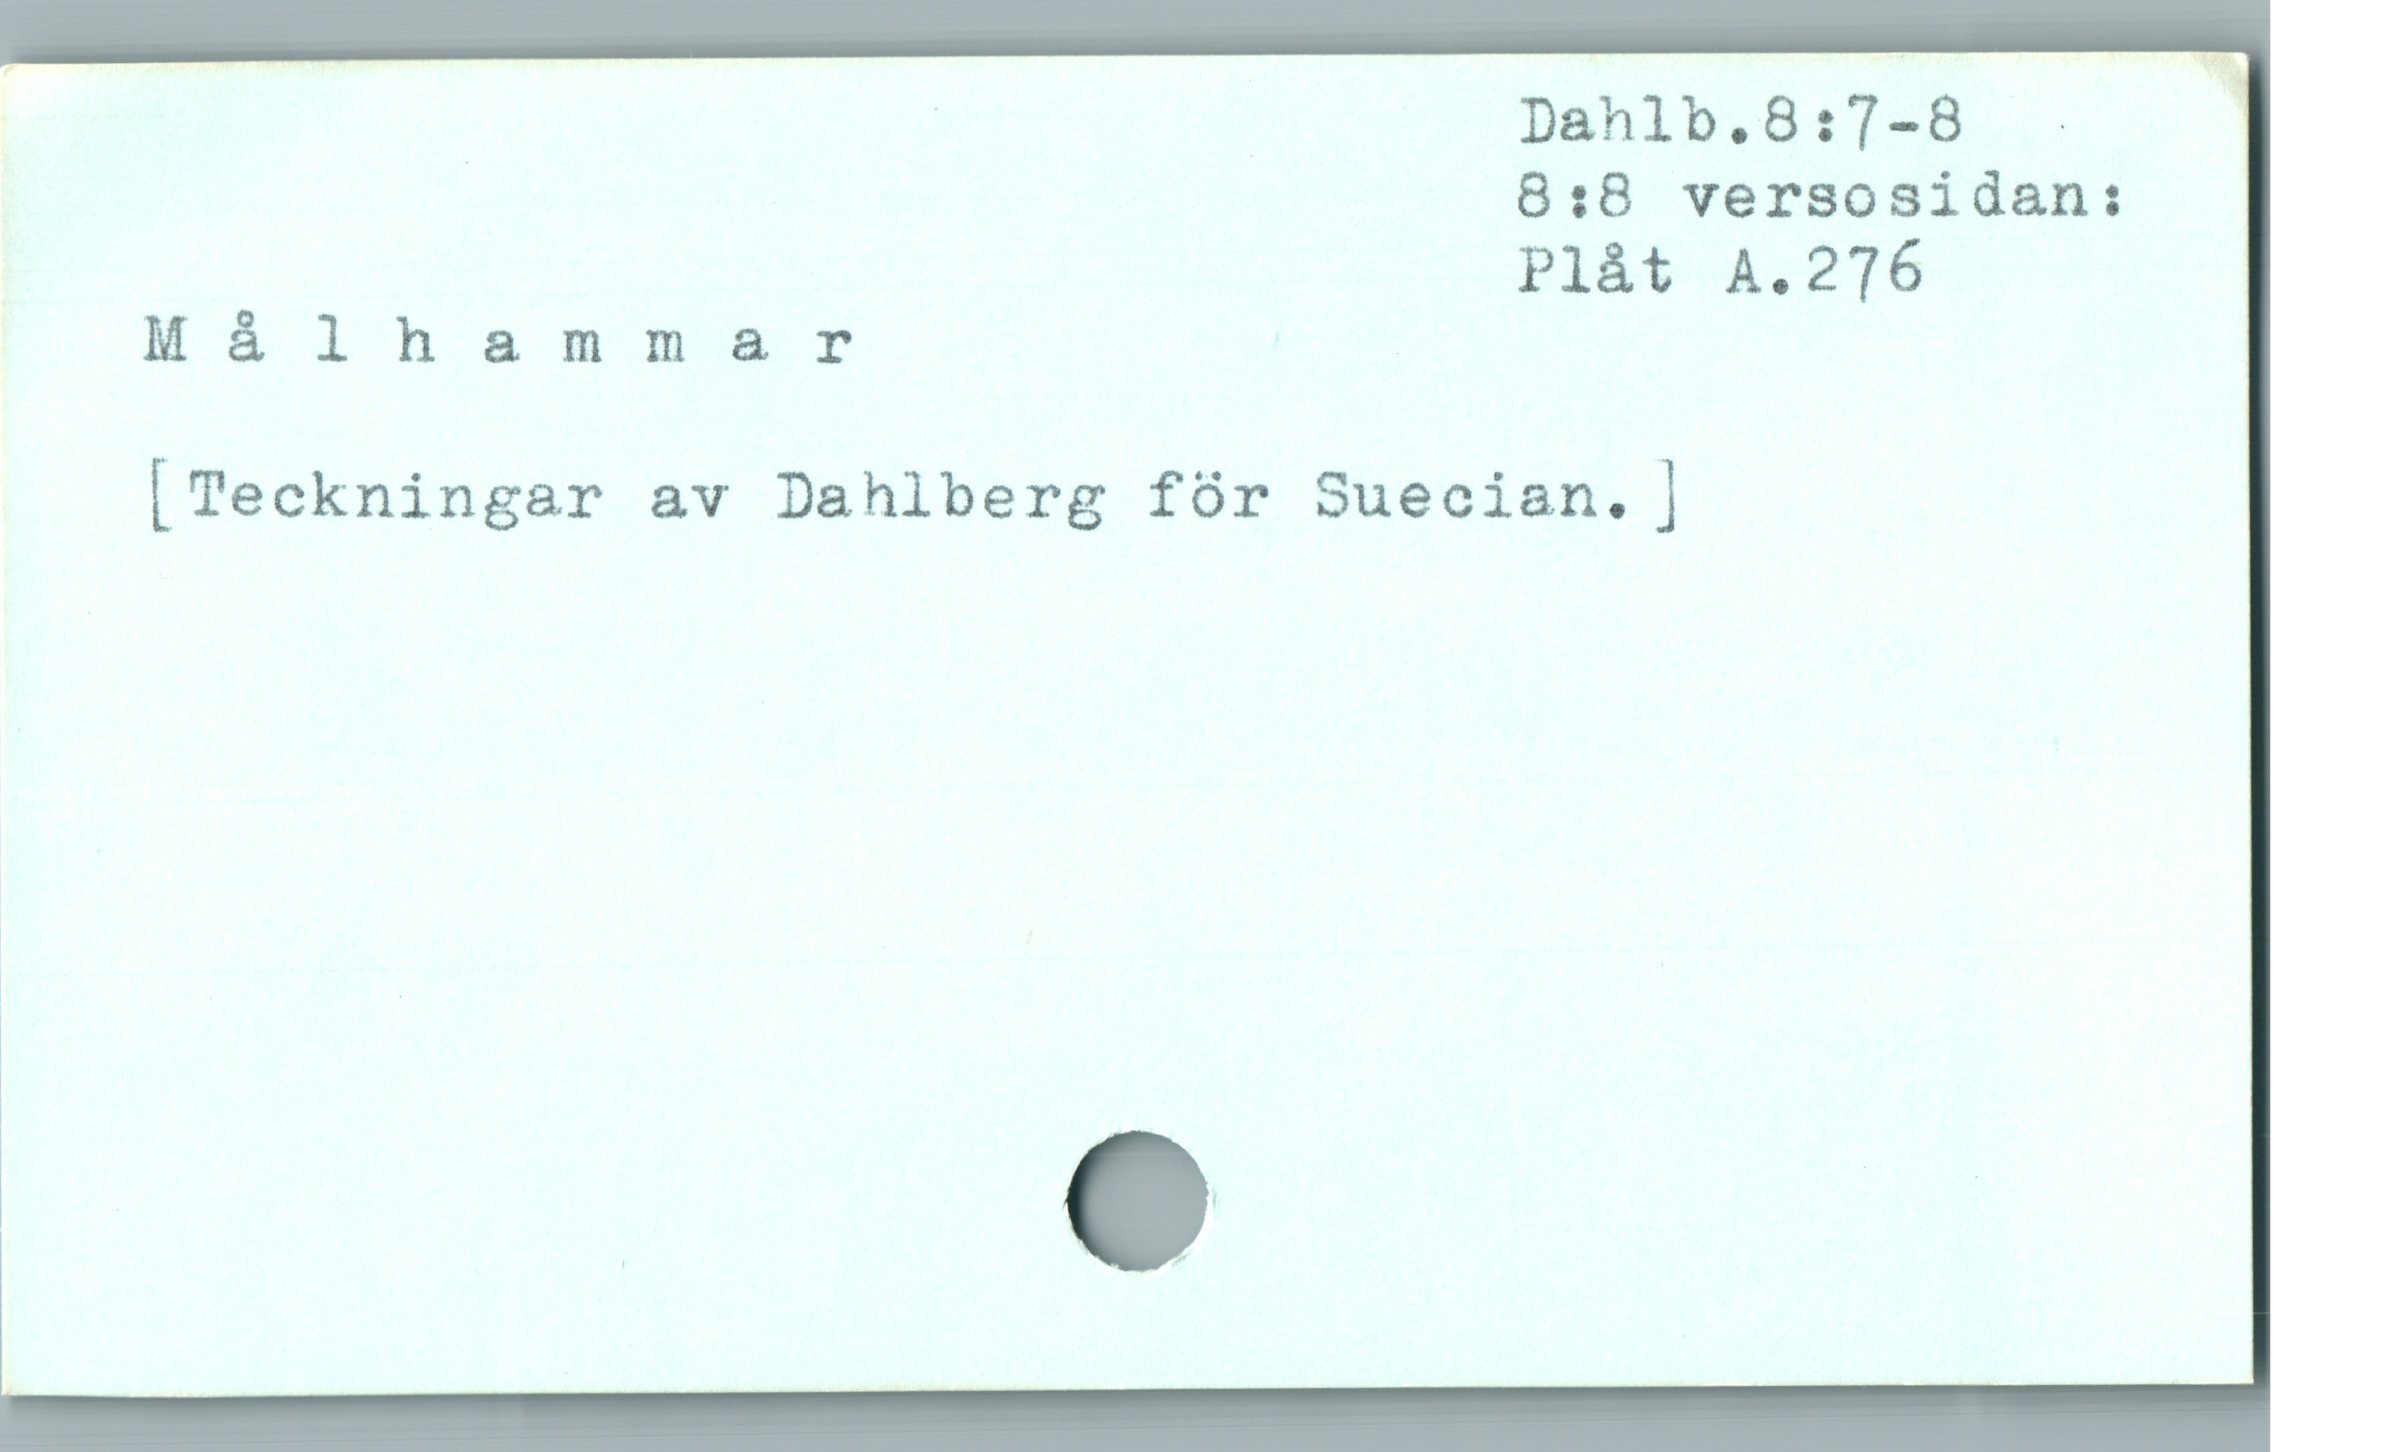 Dahlb.8:7-8
8:8 versosidan:
Plåt A.276
M å l h a m m a r
[Teckningar av Dahlberg för Suecian.]